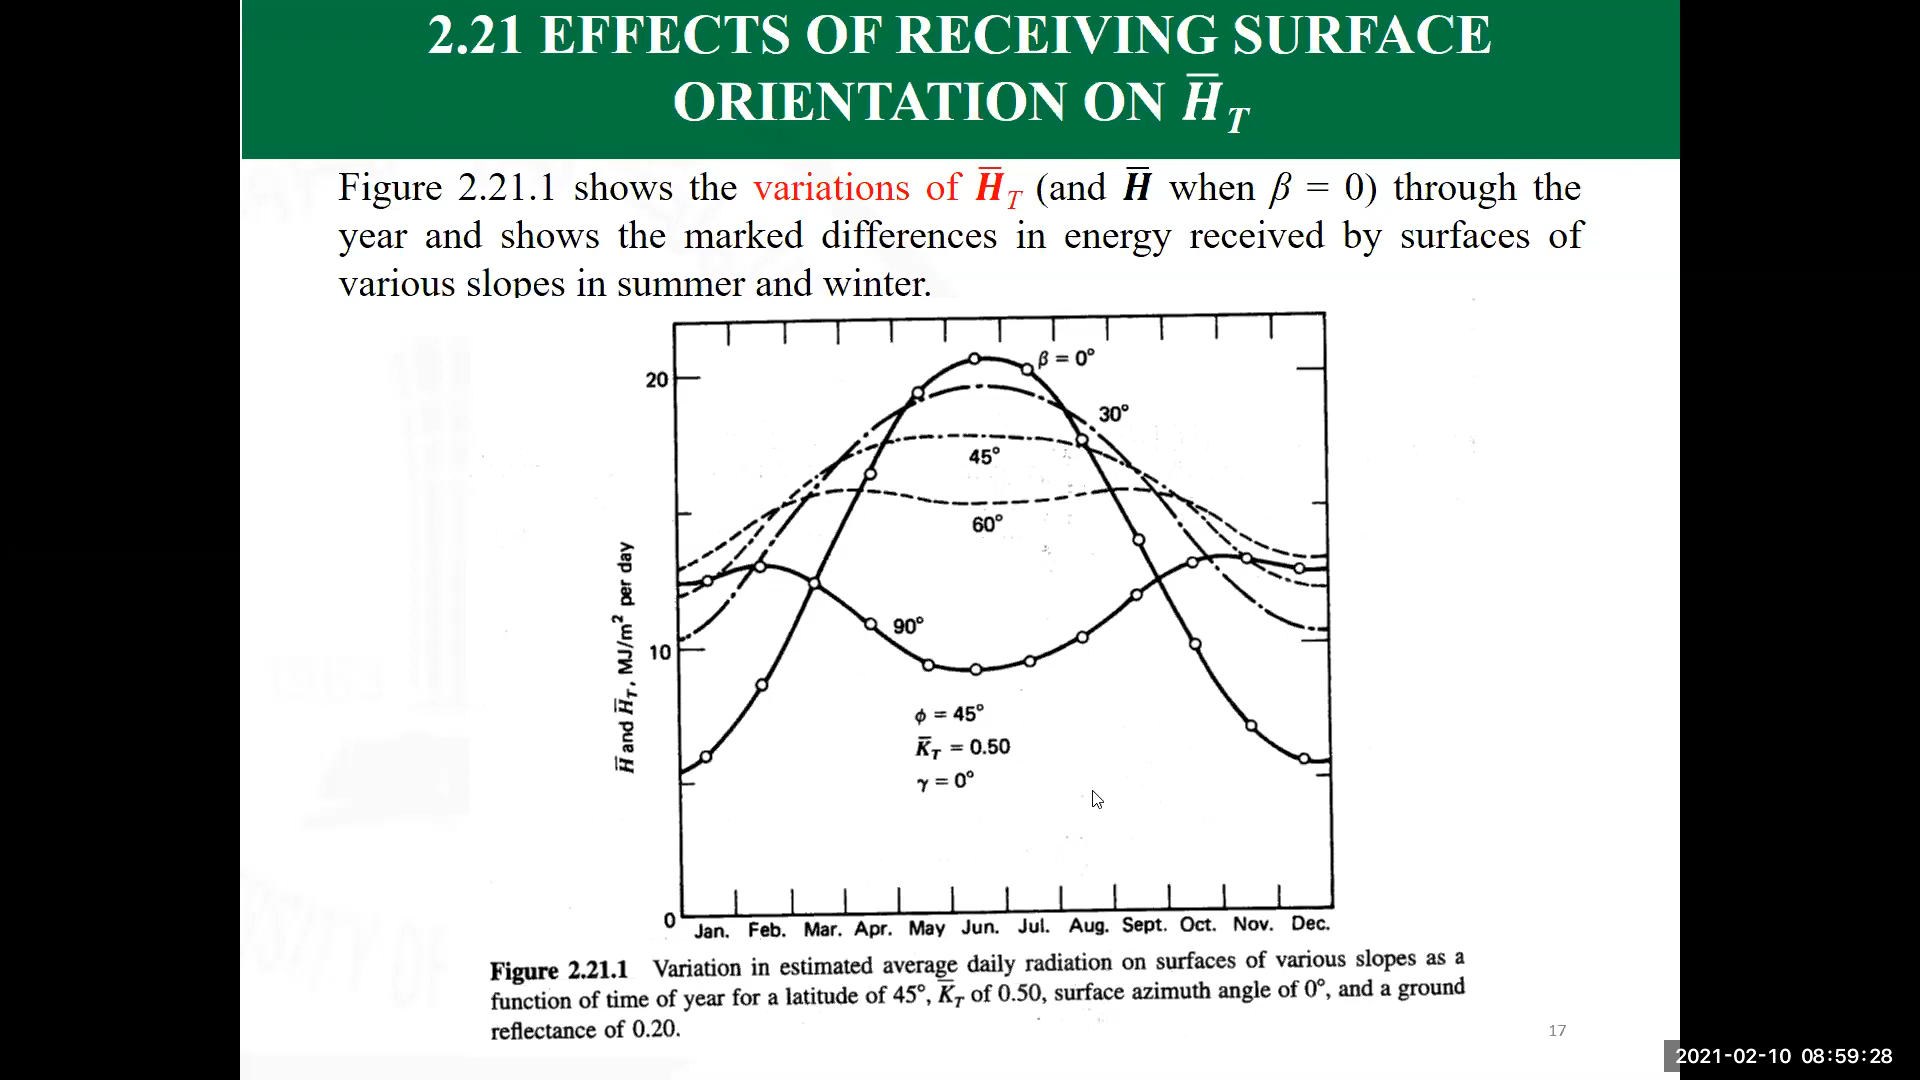 2.21 EFFECTS OF RECEIVING SURFACE
ORIENTATION ON H̅_T
Figure 2.21.1 shows the variations of H̅_T (and H̅ when β = 0) through the
year and shows the marked differences in energy received by surfaces of
various slopes in summer and winter.
β = 0°
20
30°
45°
60°
H̅ and H̅_T, MJ/m² per day
90°
10
ϕ = 45°
K̅_T = 0.50
γ = 0°
0
Jan. Feb. Mar. Apr. May Jun. Jul. Aug. Sept. Oct. Nov. Dec.
Figure 2.21.1 Variation in estimated average daily radiation on surfaces of various slopes as a
function of time of year for a latitude of 45°, K̅_T of 0.50, surface azimuth angle of 0°, and a ground
reflectance of 0.20.
17
2021-02-10 08:59:28